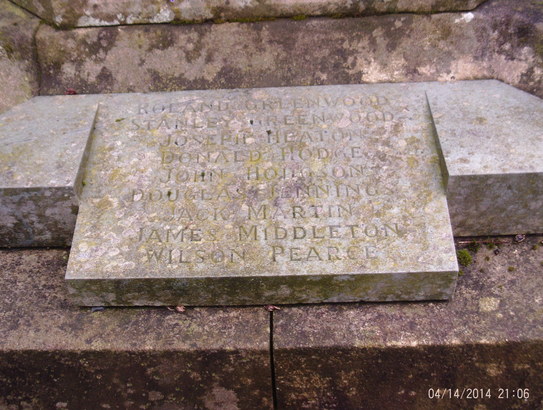 ROLAND GREENWOOD
STANLEY GREENWOOD
JOSEPH HEATON
DONALD HODGE
JOHN HODGSON
DOUGLAS JENNINGS
JACK MARTIN
JAMES MIDDLETON
WILSON PEARCE
04/14/2014 21:06